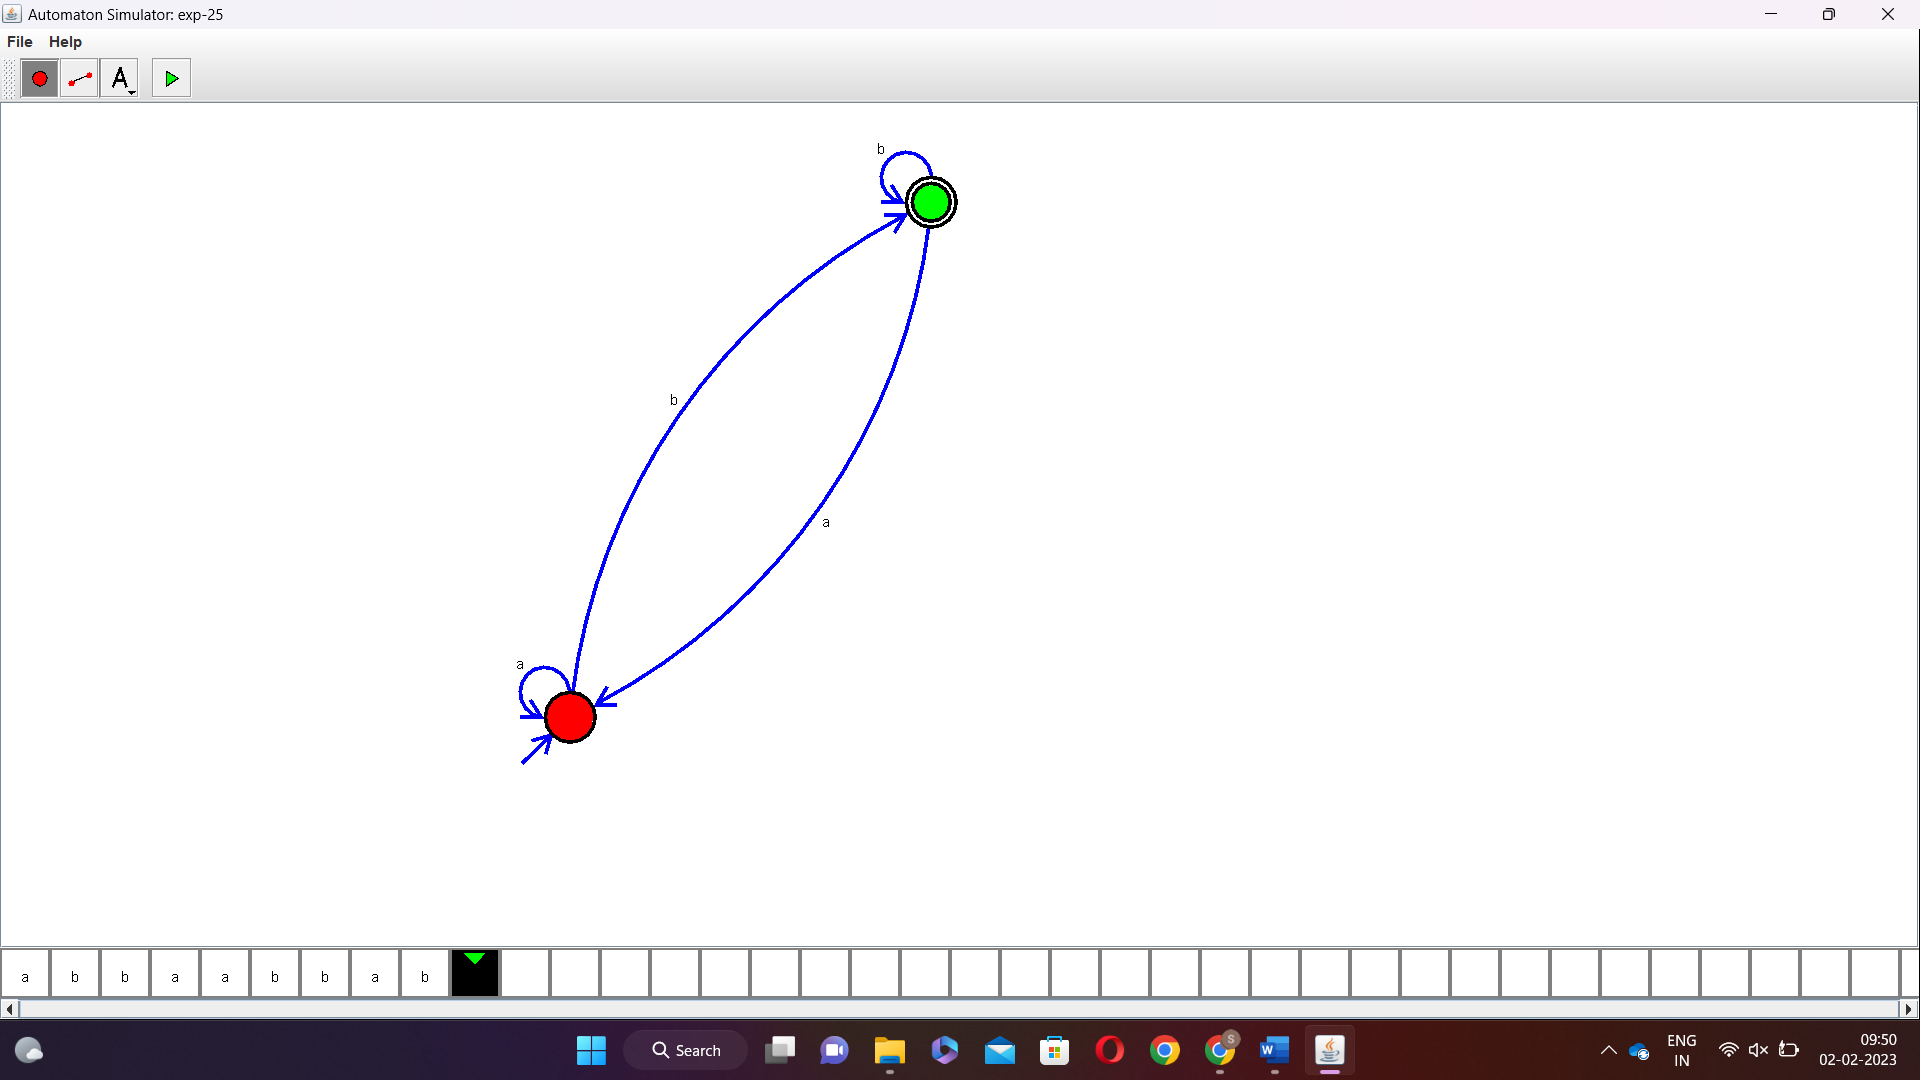 Automaton Simulator: exp-25
File Help
A
b
b
a
a
a b b a a b b a b
Search
S
W
ENG
IN
09:50
02-02-2023